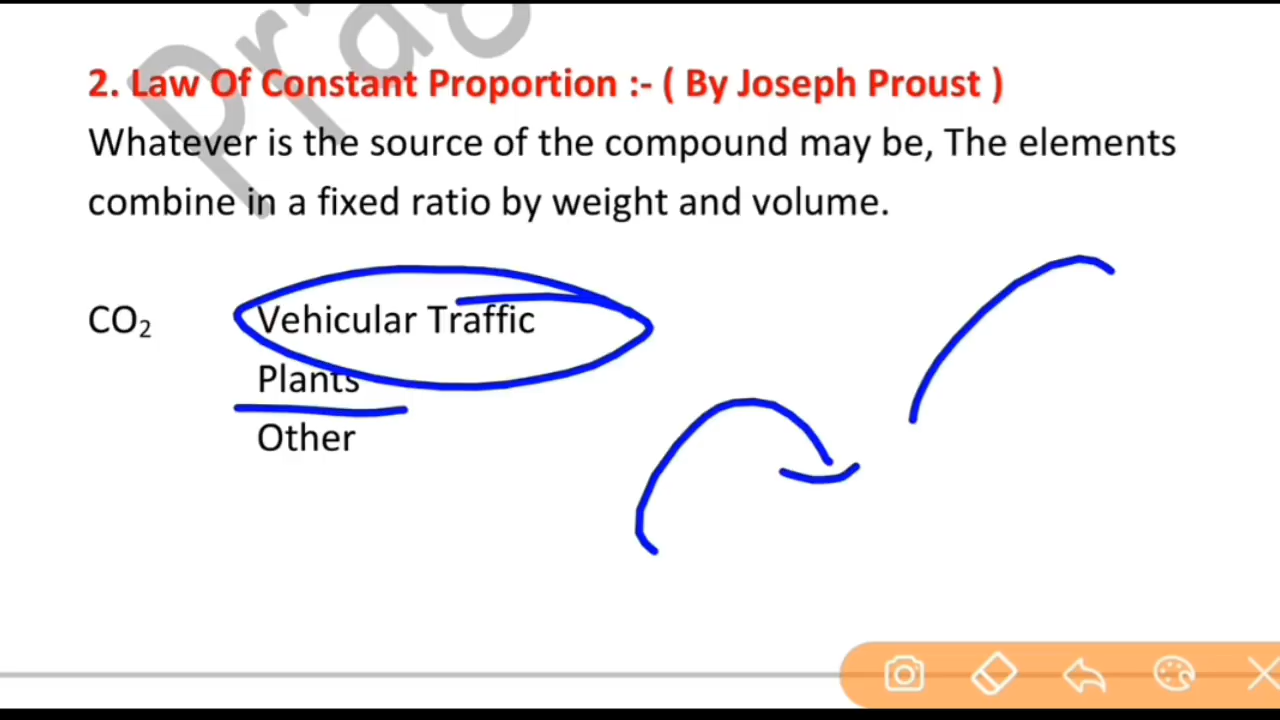 2. Law Of Constant Proportion :- ( By Joseph Proust )
Whatever is the source of the compound may be, The elements
combine in a fixed ratio by weight and volume.
CO₂ Vehicular Traffic
Plants
Other